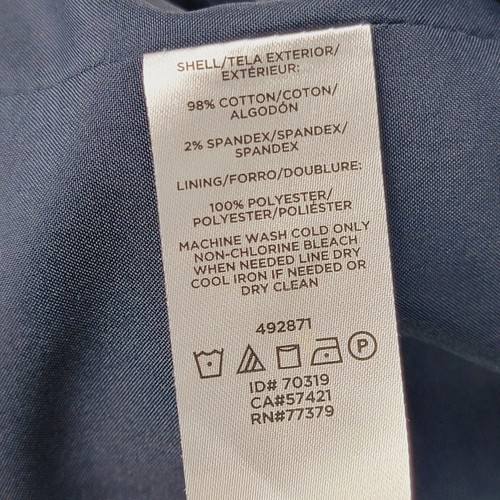 SHELL/TELA EXTERIOR/
EXTÉRIEUR:
98% COTTON/COTON/
ALGODÓN
2% SPANDEX/SPANDEX/
SPANDEX
LINING/FORRO/DOUBLURE:
100% POLYESTER/
POLYESTER/POLIÉSTER
MACHINE WASH COLD ONLY
NON-CHLORINE BLEACH
WHEN NEEDED LINE DRY
COOL IRON IF NEEDED OR
DRY CLEAN
492871
P
ID# 70319
CA#57421
RN#77379